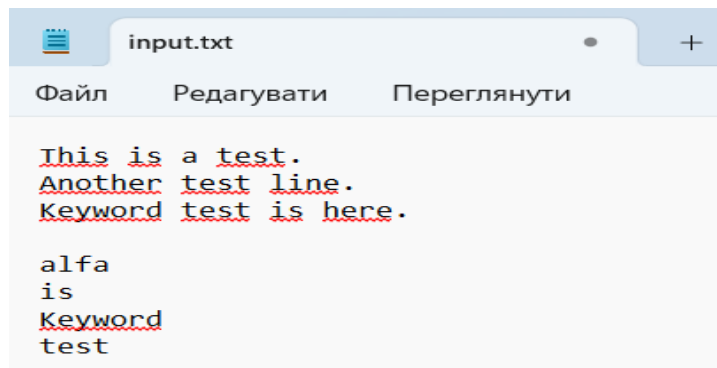 input.txt
Файл Редагувати Переглянути
This is a test.
Another test line.
Keyword test is here.
alfa
is
Keyword
test